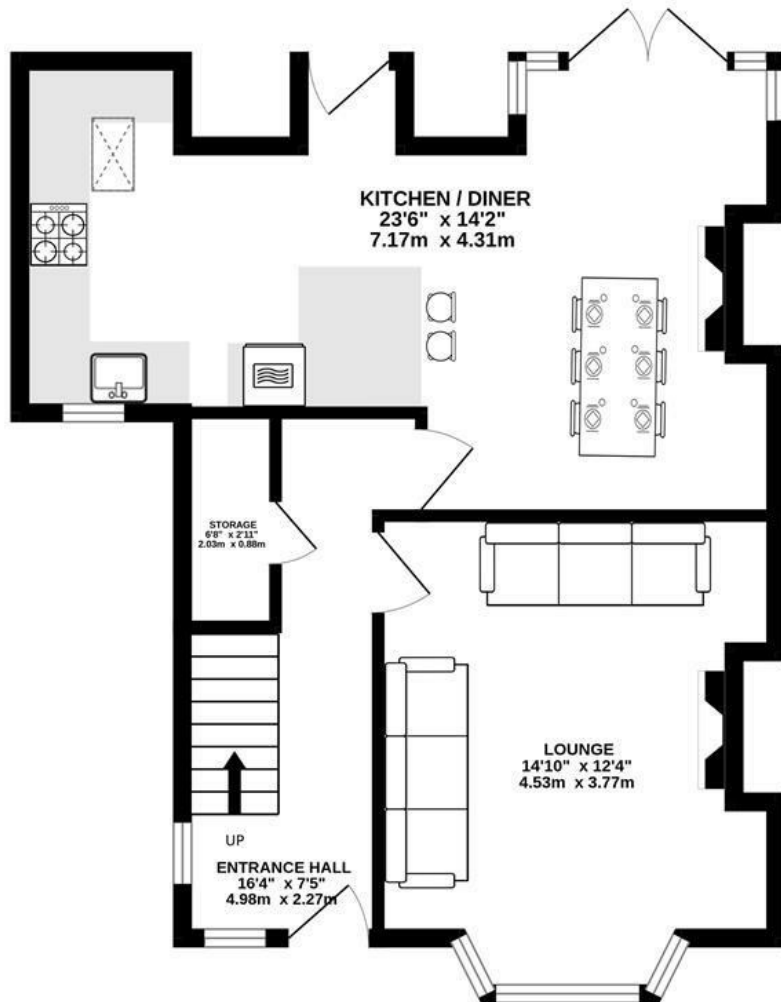 KITCHEN / DINER
23'6" x 14'2"
7.17m x 4.31m
STORAGE
6'8" x 2'11"
2.03m x 0.88m
LOUNGE
14'10" x 12'4"
4.53m x 3.77m
UP
ENTRANCE HALL
16'4" x 7'5"
4.98m x 2.27m